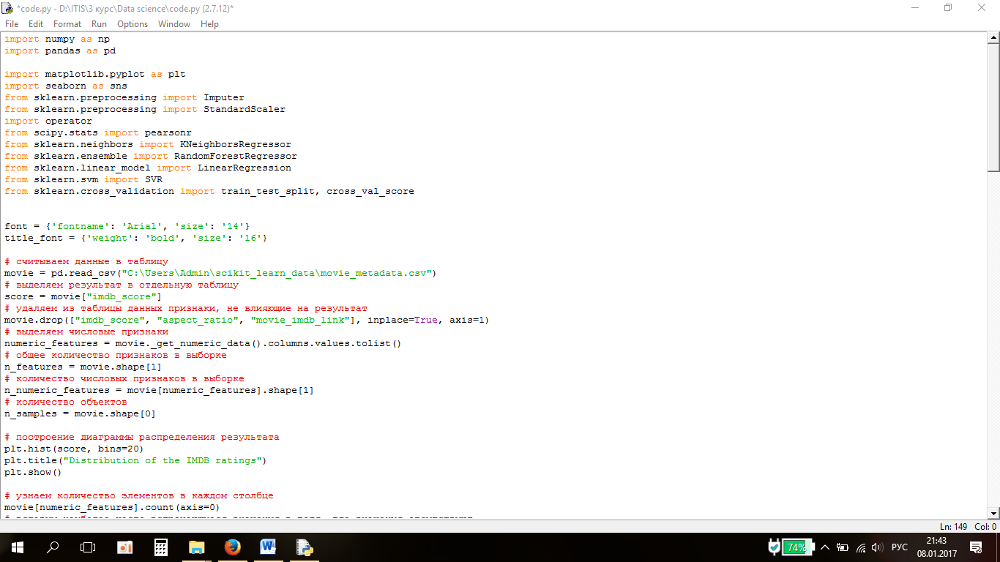 *code.py - D:\ITIS\3 курс\Data science\code.py (2.7.12)*
File Edit Format Run Options Window Help
import numpy as np
import pandas as pd
import matplotlib.pyplot as plt
import seaborn as sns
from sklearn.preprocessing import Imputer
from sklearn.preprocessing import StandardScaler
import operator
from scipy.stats import pearsonr
from sklearn.neighbors import KNeighborsRegressor
from sklearn.ensemble import RandomForestRegressor
from sklearn.linear_model import LinearRegression
from sklearn.svm import SVR
from sklearn.cross_validation import train_test_split, cross_val_score
font = {'fontname': 'Arial', 'size': '14'}
title_font = {'weight': 'bold', 'size': '16'}
# считываем данные в таблицу
movie = pd.read_csv("C:\Users\Admin\scikit_learn_data\movie_metadata.csv")
# выделяем результат в отдельную таблицу
score = movie["imdb_score"]
# удаляем из таблицы данных признаки, не влияющие на результат
movie.drop(["imdb_score", "aspect_ratio", "movie_imdb_link"], inplace=True, axis=1)
# выделяем числовые признаки
numeric_features = movie._get_numeric_data().columns.values.tolist()
# общее количество признаков в выборке
n_features = movie.shape[1]
# количество числовых признаков в выборке
n_numeric_features = movie[numeric_features].shape[1]
# количество объектов
n_samples = movie.shape[0]
# построение диаграммы распределения результата
plt.hist(score, bins=20)
plt.title("Distribution of the IMDB ratings")
plt.show()
# узнаем количество элементов в каждом столбце
movie[numeric_features].count(axis=0)
Ln: 149 Col: 0
74% РУС 21:43
08.01.2017